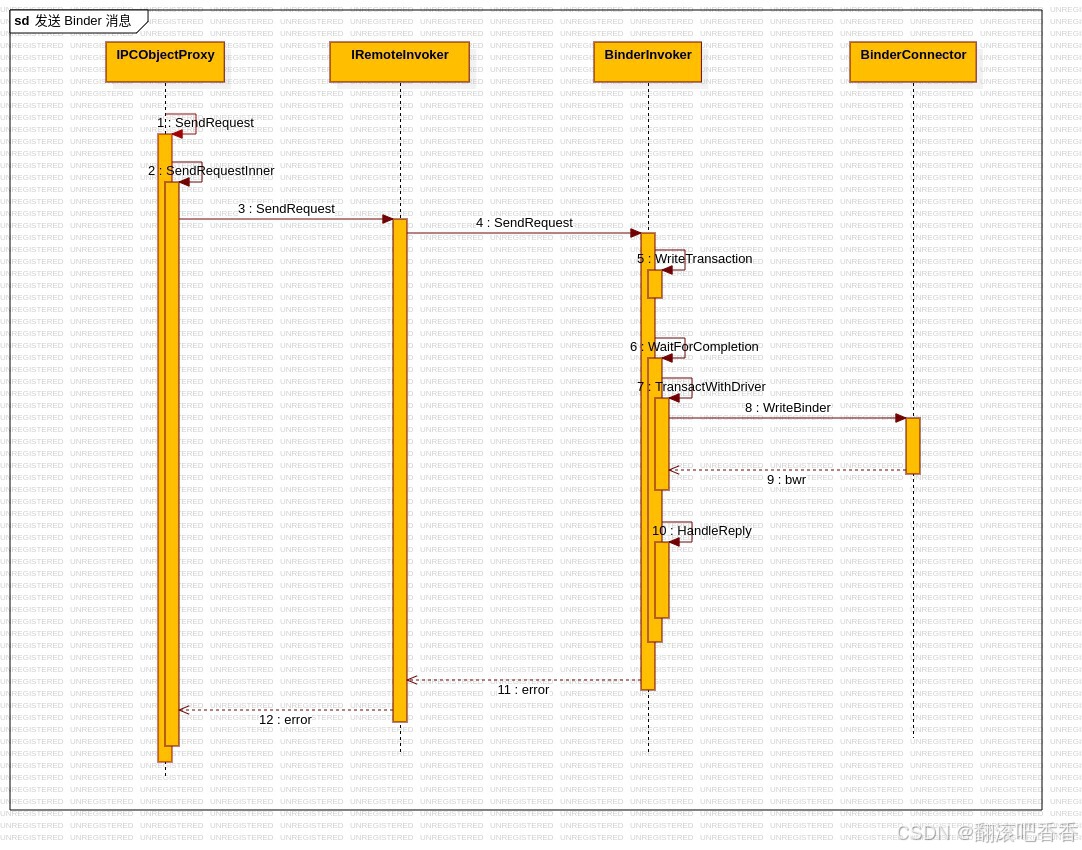 sd 发送 Binder 消息
IPCObjectProxy
IRemoteInvoker
BinderInvoker
BinderConnector
1 : SendRequest
2 : SendRequestInner
3 : SendRequest
4 : SendRequest
5 : WriteTransaction
6 : WaitForCompletion
7 : TransactWithDriver
8 : WriteBinder
9 : bwr
10 : HandleReply
11 : error
12 : error
UNREGISTERED
CSDN @翻滚吧香香